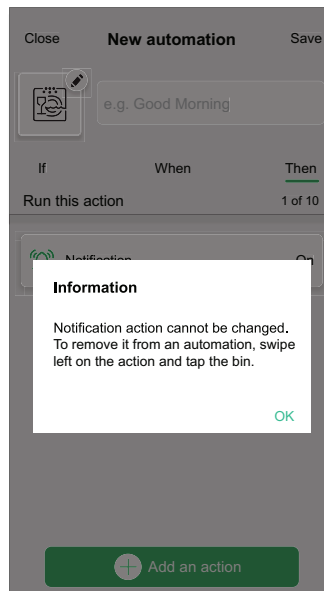 Close New automation Save
e.g. Good Morning
If When Then
Run this action 1 of 10
Notification On
Information
Notification action cannot be changed.
To remove it from an automation, swipe
left on the action and tap the bin.
OK
Add an action